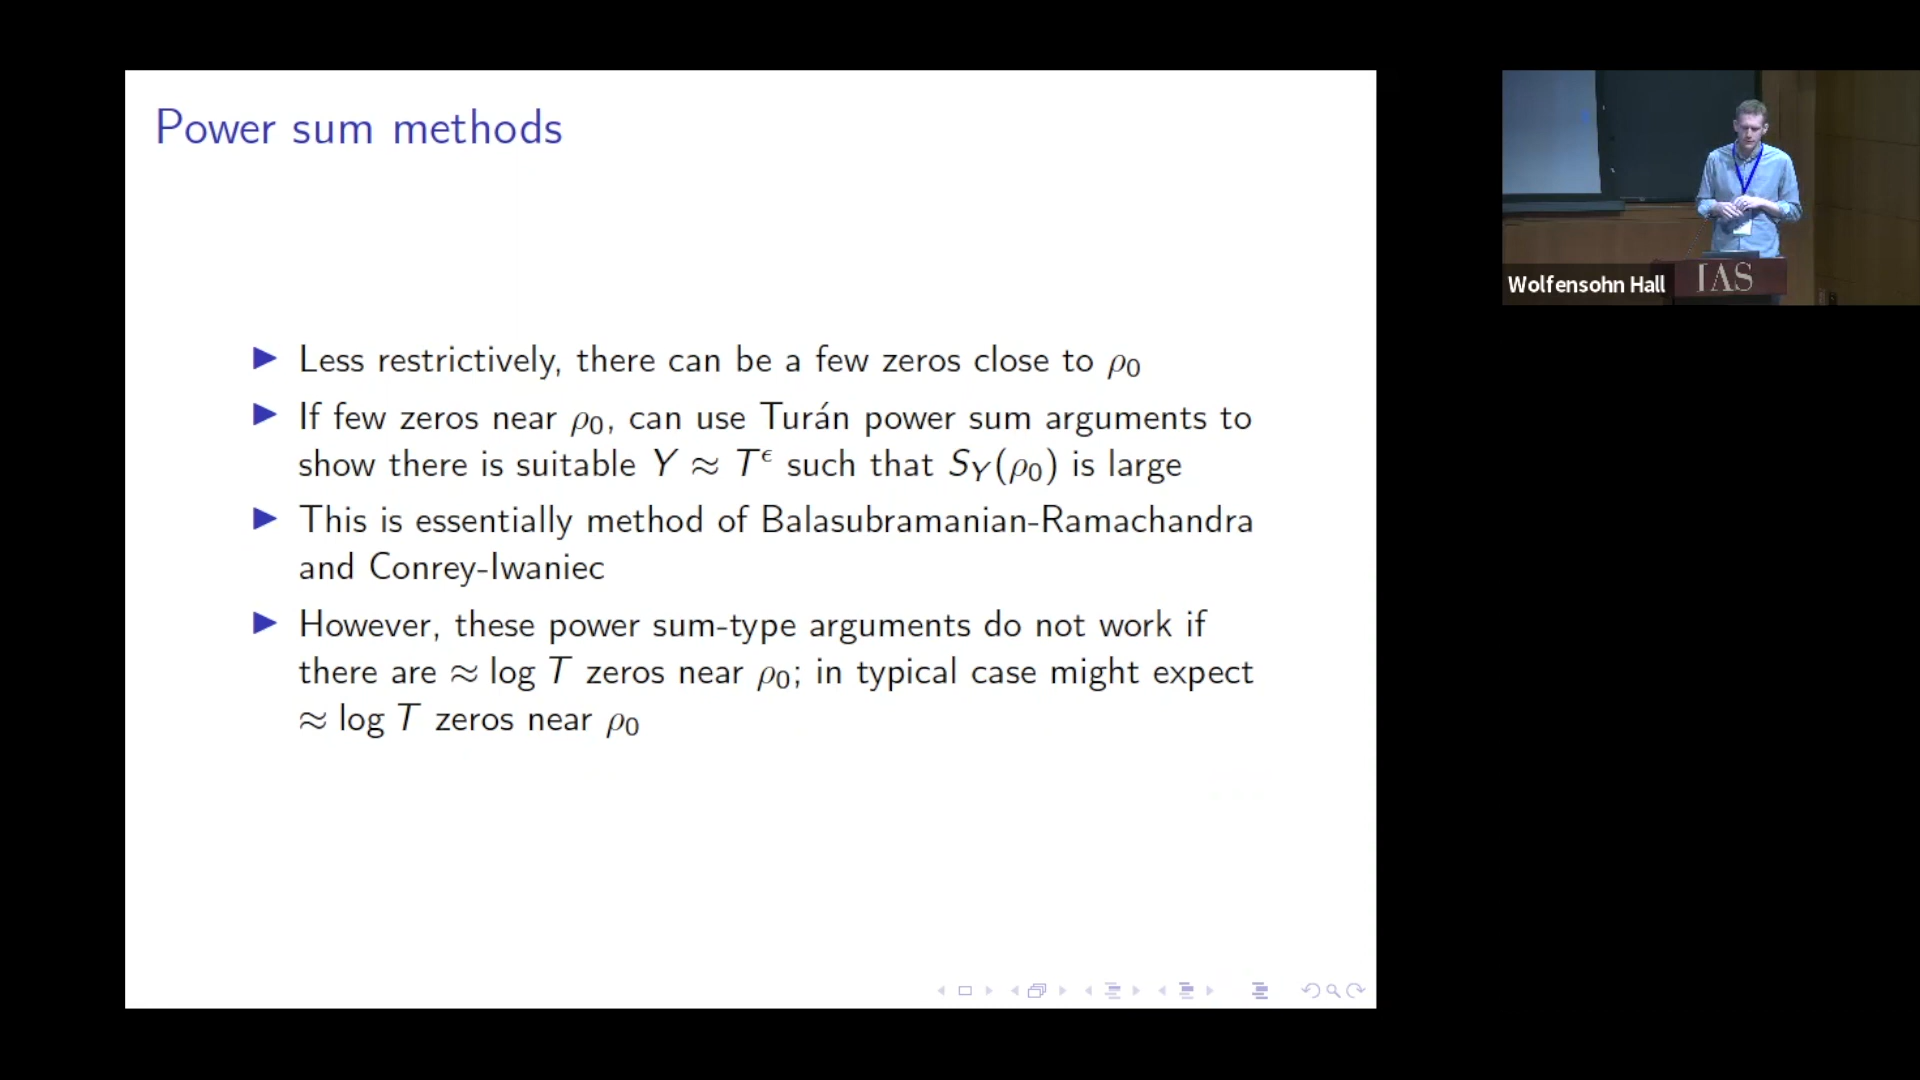 Power sum methods
Less restrictively, there can be a few zeros close to ρ₀
If few zeros near ρ₀, can use Turán power sum arguments to
show there is suitable Y ≈ T^ϵ such that S_Y(ρ₀) is large
This is essentially method of Balasubramanian-Ramachandra
and Conrey-Iwaniec
However, these power sum-type arguments do not work if
there are ≈ log T zeros near ρ₀; in typical case might expect
≈ log T zeros near ρ₀
Wolfensohn Hall
IAS